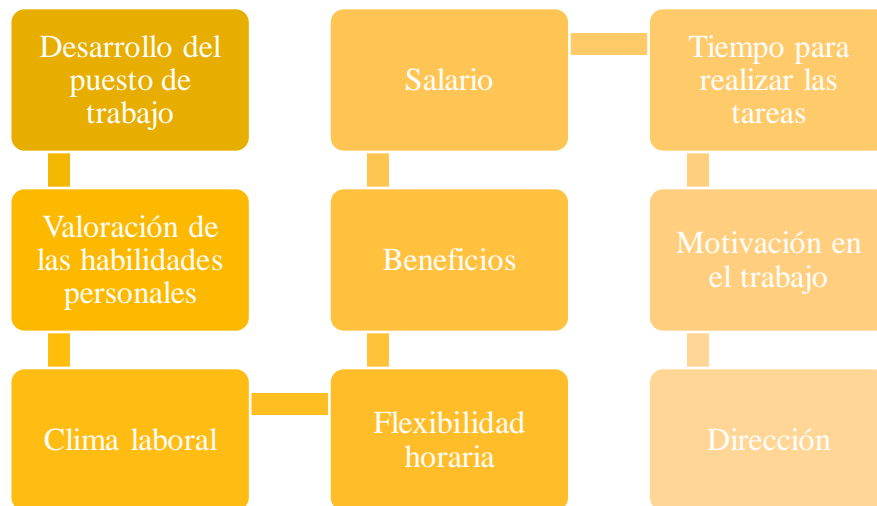 Desarrollo del
puesto de
trabajo
Valoración de
las habilidades
personales
Clima laboral
Flexibilidad
horaria
Beneficios
Salario
Tiempo para
realizar las
tareas
Motivación en
el trabajo
Dirección